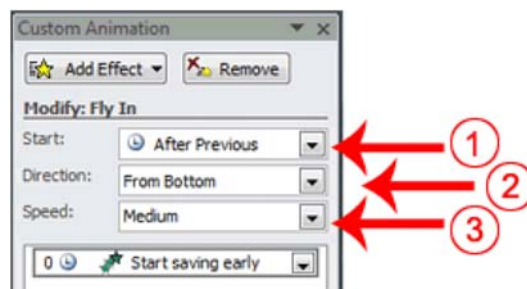 Custom Animation
Add Effect Remove
Modify: Fly In
Start: After Previous
1
Direction: From Bottom
2
Speed: Medium
3
0 Start saving early